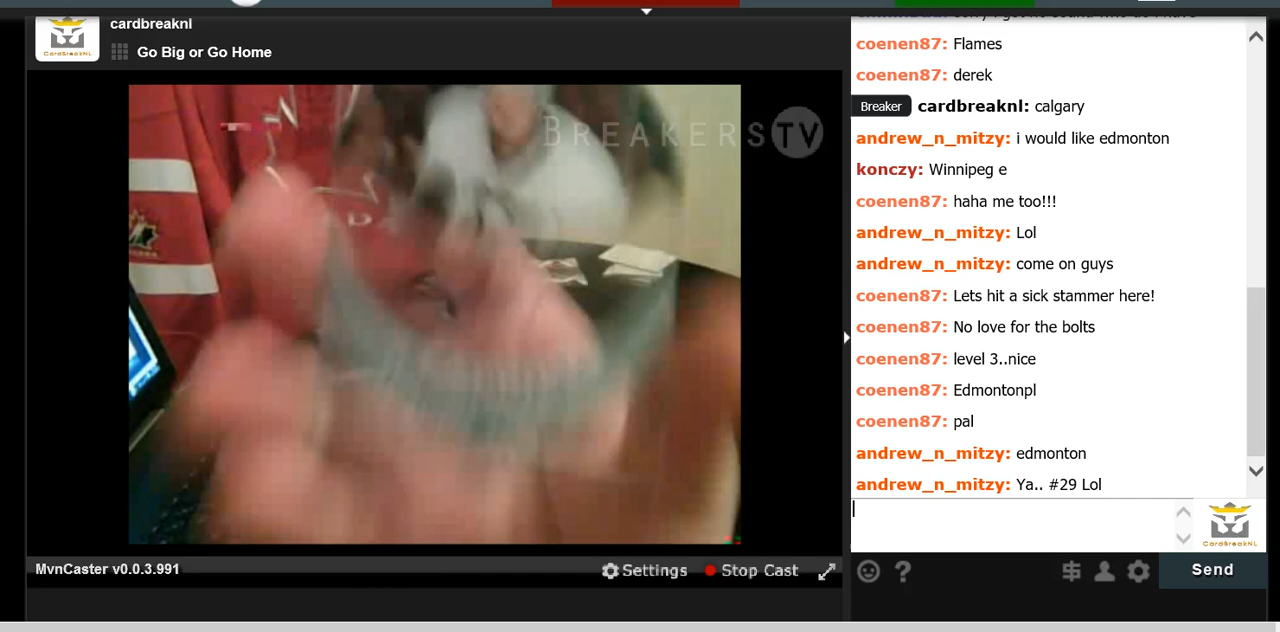 cardbreaknl
CardBreakNL
Go Big or Go Home
BREAKERS TV
coenen87: Flames
coenen87: derek
Breaker cardbreaknl: calgary
andrew_n_mitzy: i would like edmonton
konczy: Winnipeg e
coenen87: haha me too!!!
andrew_n_mitzy: Lol
andrew_n_mitzy: come on guys
coenen87: Lets hit a sick stammer here!
coenen87: No love for the bolts
coenen87: level 3..nice
coenen87: Edmontonpl
coenen87: pal
andrew_n_mitzy: edmonton
andrew_n_mitzy: Ya.. #29 Lol
CardBreakNL
MvnCaster v0.0.3.991
Settings
Stop Cast
Send